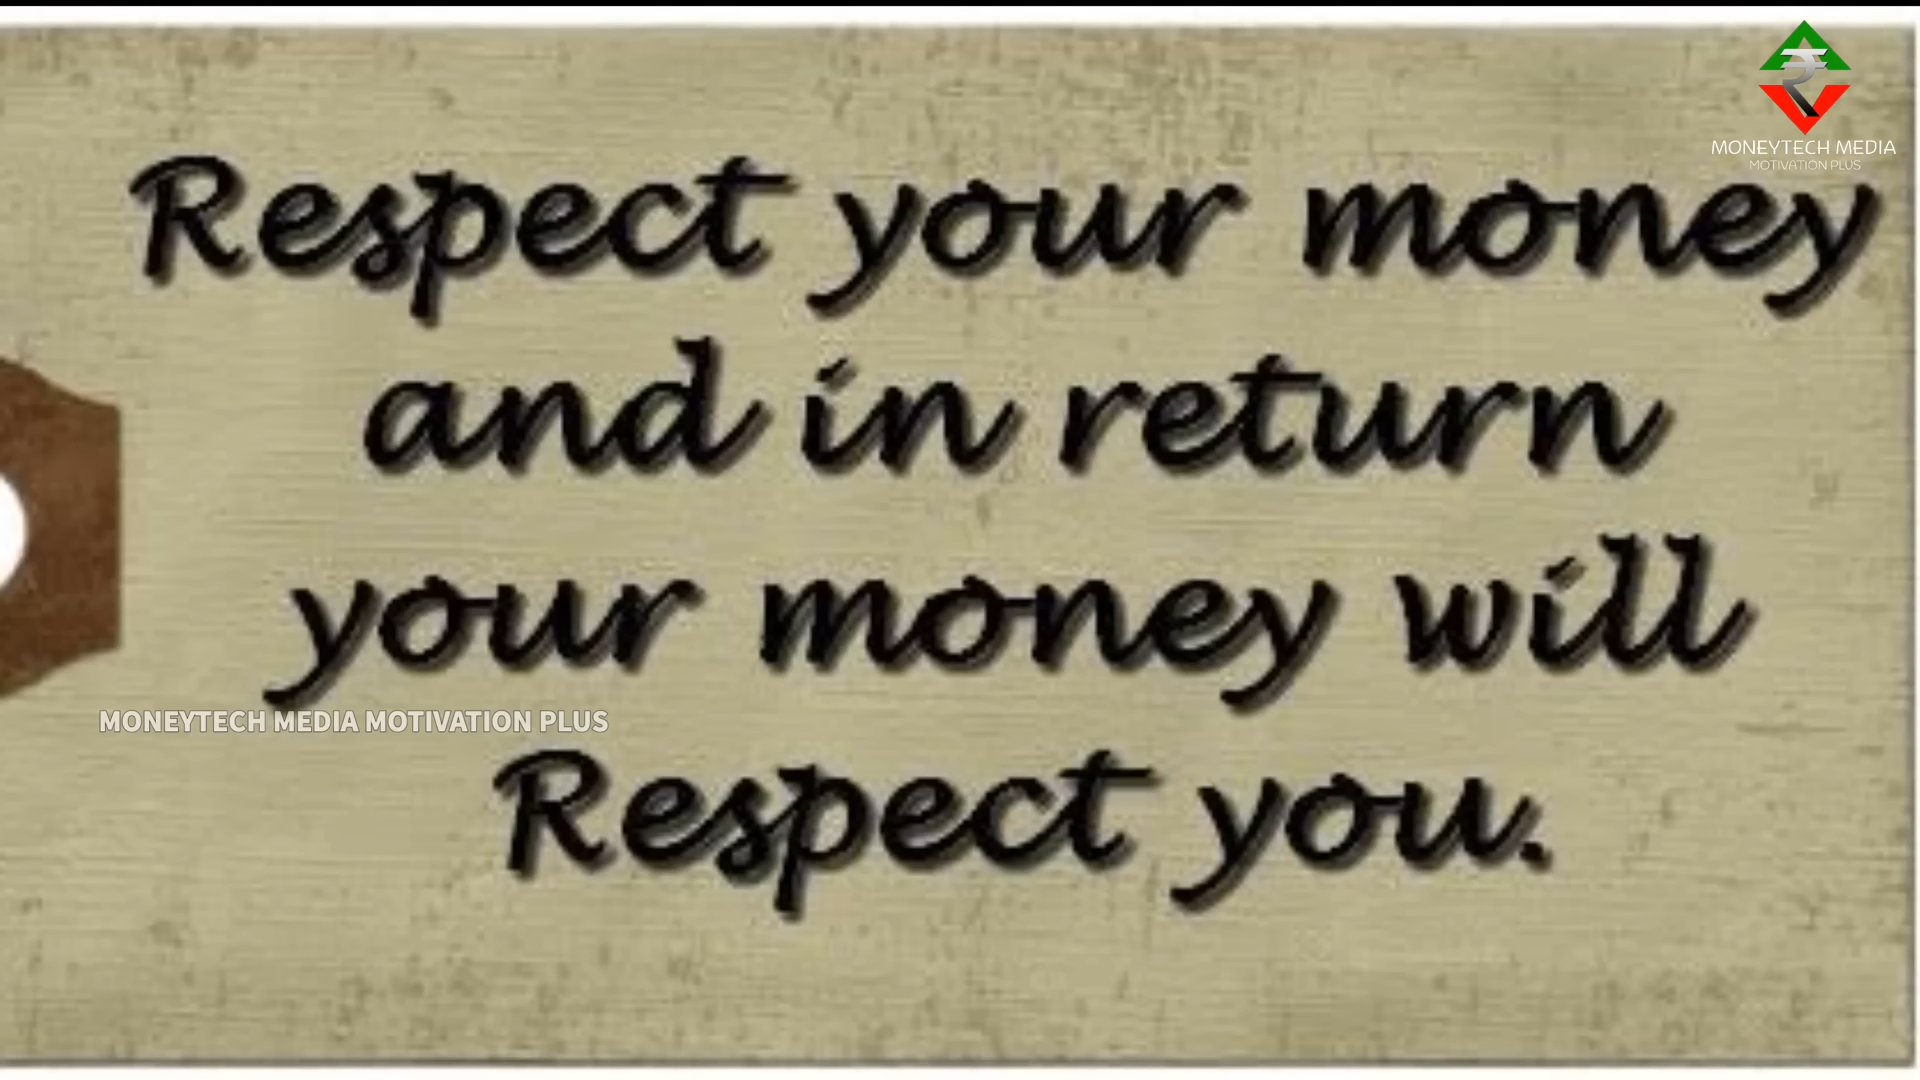 MONEYTECH MEDIA
MOTIVATION PLUS
Respect your money
and in return
your money will
MONEYTECH MEDIA MOTIVATION PLUS
Respect you.